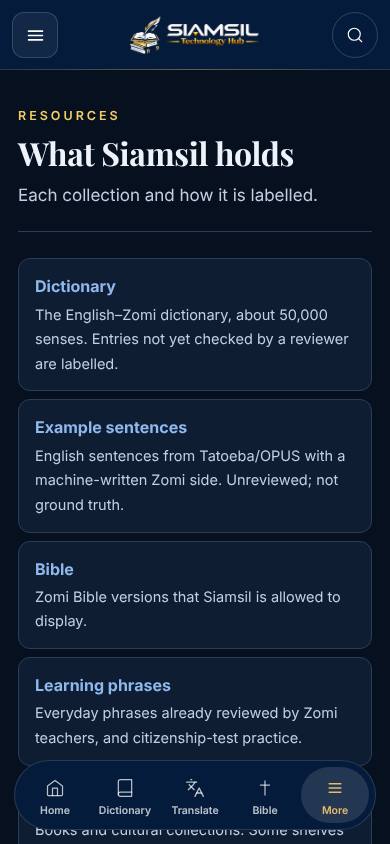 SIAMSIL
Technology Hub
RESOURCES
What Siamsil holds
Each collection and how it is labelled.
Dictionary
The English–Zomi dictionary, about 50,000
senses. Entries not yet checked by a reviewer
are labelled.
Example sentences
English sentences from Tatoeba/OPUS with a
machine-written Zomi side. Unreviewed; not
ground truth.
Bible
Zomi Bible versions that Siamsil is allowed to
display.
Learning phrases
Everyday phrases already reviewed by Zomi
teachers, and citizenship-test practice.
Home
Dictionary
Translate
Bible
More
Books and cultural collections. Some shelves